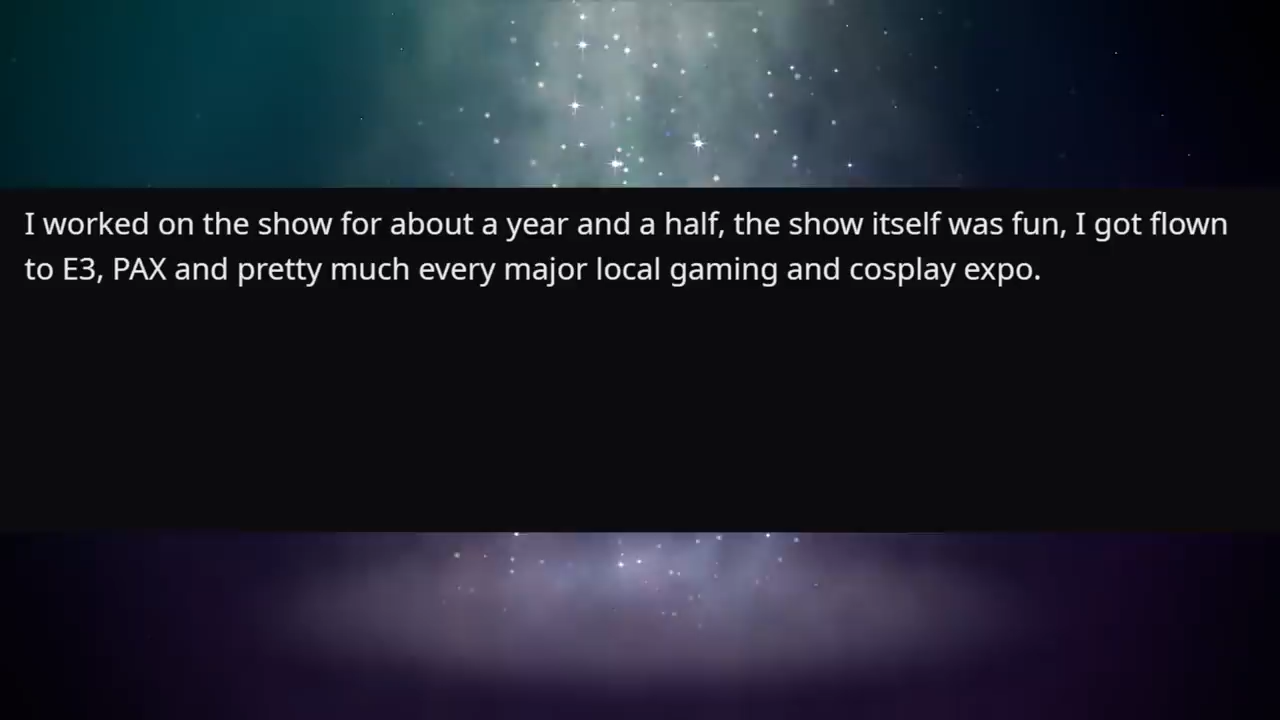 I worked on the show for about a year and a half, the show itself was fun, I got flown
to E3, PAX and pretty much every major local gaming and cosplay expo.